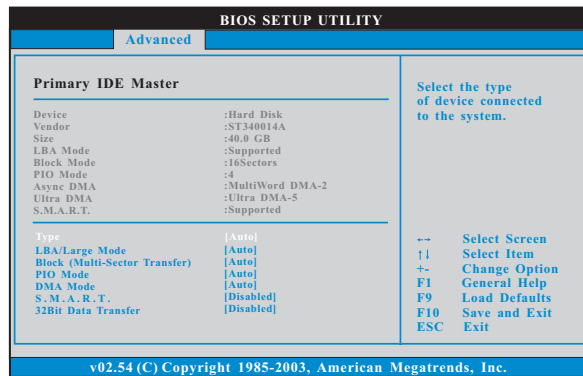 BIOS SETUP UTILITY
Advanced
Primary IDE Master
Device :Hard Disk
Vendor :ST340014A
Size :40.0 GB
LBA Mode :Supported
Block Mode :16Sectors
PIO Mode :4
Async DMA :MultiWord DMA-2
Ultra DMA :Ultra DMA-5
S.M.A.R.T. :Supported
Type [Auto]
LBA/Large Mode [Auto]
Block (Multi-Sector Transfer) [Auto]
PIO Mode [Auto]
DMA Mode [Auto]
S.M.A.R.T. [Disabled]
32Bit Data Transfer [Disabled]
Select the type
of device connected
to the system.
←→ Select Screen
↑↓ Select Item
+- Change Option
F1 General Help
F9 Load Defaults
F10 Save and Exit
ESC Exit
v02.54 (C) Copyright 1985-2003, American Megatrends, Inc.